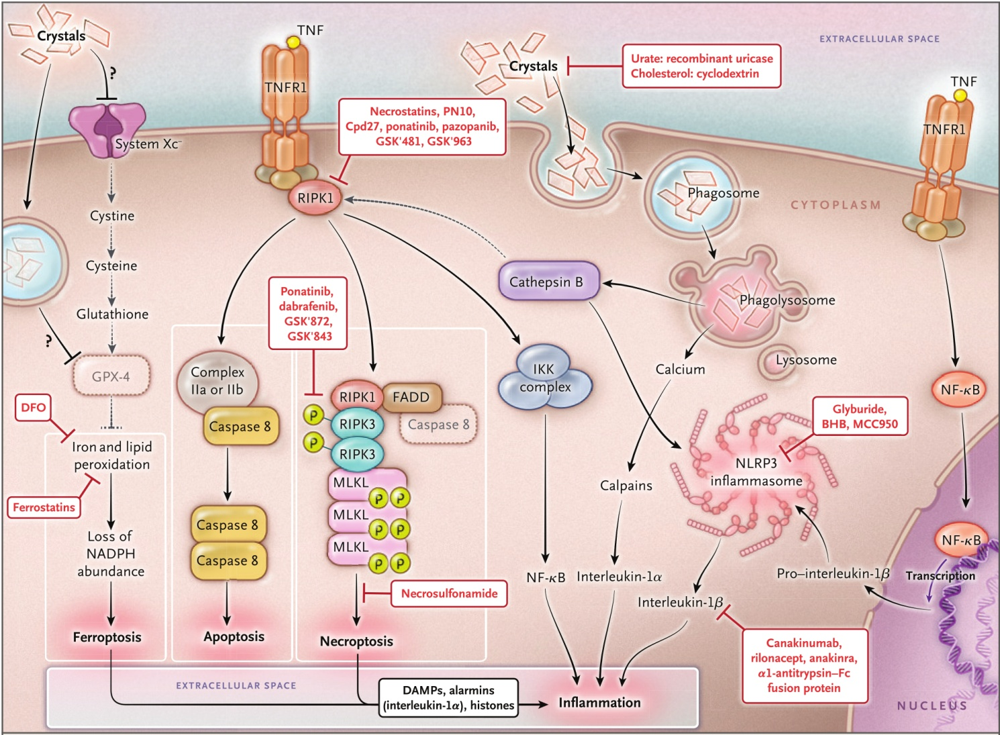 Crystals
?
System Xc⁻
Cystine
Cysteine
Glutathione
?
GPX-4
DFO
Iron and lipid
peroxidation
Ferrostatins
Loss of
NADPH
abundance
Ferroptosis
TNF
TNFR1
Necrostatins, PN10,
Cpd27, ponatinib, pazopanib,
GSK'481, GSK'963
RIPK1
Ponatinib,
dabrafenib,
GSK'872,
GSK'843
Complex
IIa or IIb
Caspase 8
Caspase 8
Caspase 8
Apoptosis
RIPK1
FADD
Caspase 8
P
RIPK3
P
RIPK3
MLKL
P P
MLKL
P P
MLKL
P P
Necrosulfonamide
Necroptosis
Crystals
Urate: recombinant uricase
Cholesterol: cyclodextrin
EXTRACELLULAR SPACE
Phagosome
CYTOPLASM
Cathepsin B
Phagolysosome
Lysosome
Calcium
IKK
complex
Calpains
NF-κB
Interleukin-1α
Interleukin-1β
Glyburide,
BHB, MCC950
NLRP3
inflammasome
Pro–interleukin-1β
Canakinumab,
rilonacept, anakinra,
α1-antitrypsin–Fc
fusion protein
TNF
TNFR1
NF-κB
NF-κB
Transcription
NUCLEUS
EXTRACELLULAR SPACE
DAMPs, alarmins
(interleukin-1α), histones
Inflammation